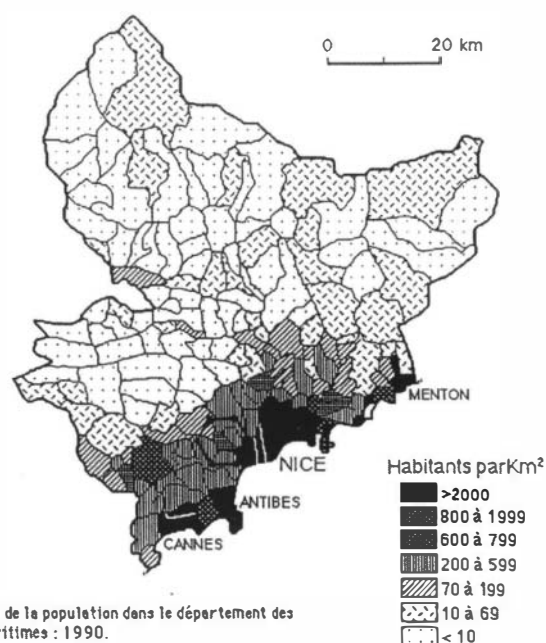 0 20 km
MENTON
NICE
ANTIBES
CANNES
Habitants parKm²
>2000
800 à 1999
600 à 799
200 à 599
70 à 199
10 à 69
< 10
de la population dans le département des
ritimes : 1990.